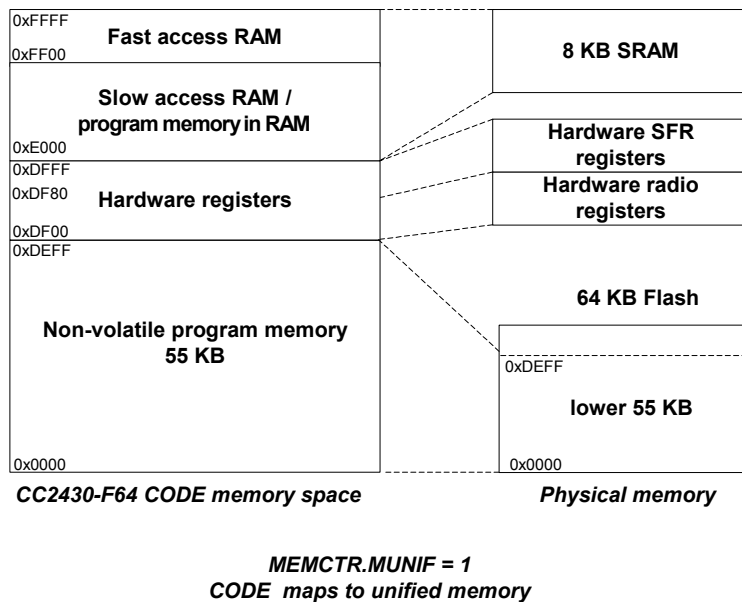 0xFFFF
Fast access RAM
0xFF00
8 KB SRAM
Slow access RAM /
program memory in RAM
0xE000
0xDFFF
0xDF80
Hardware registers
0xDF00
Hardware SFR
registers
Hardware radio
registers
0xDEFF
Non-volatile program memory
55 KB
0x0000
64 KB Flash
0xDEFF
lower 55 KB
0x0000
CC2430-F64 CODE memory space
Physical memory
MEMCTR.MUNIF = 1
CODE maps to unified memory